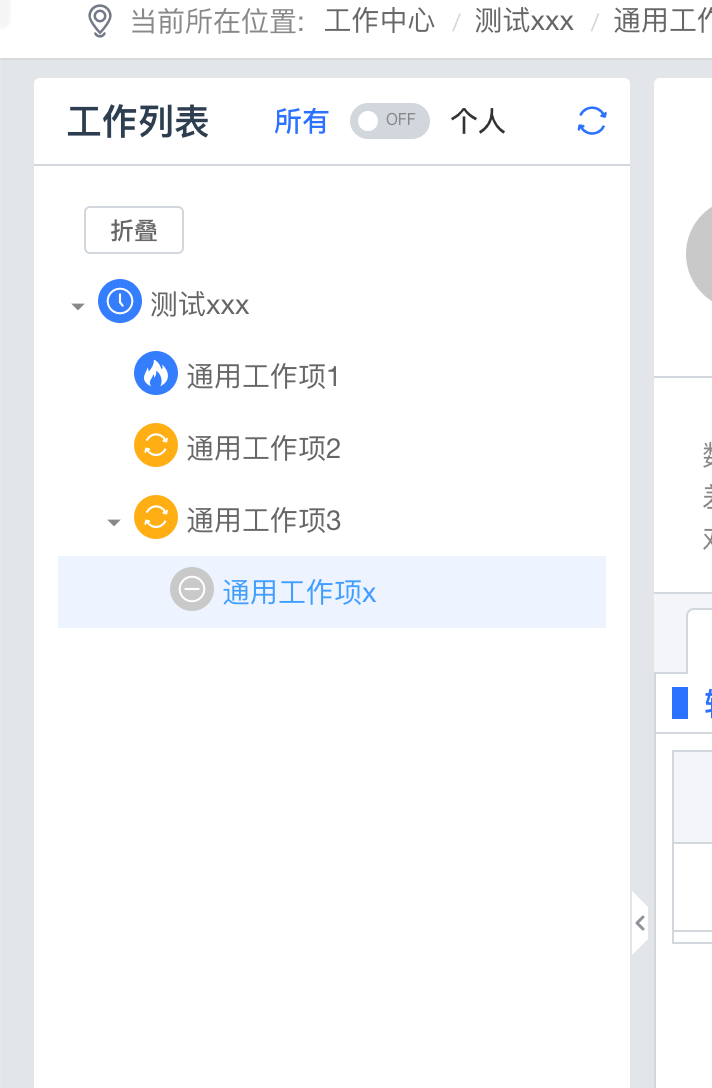 当前所在位置: 工作中心 / 测试xxx / 通用工
工作列表 所有 OFF 个人
折叠
测试xxx
通用工作项1
通用工作项2
通用工作项3
通用工作项x